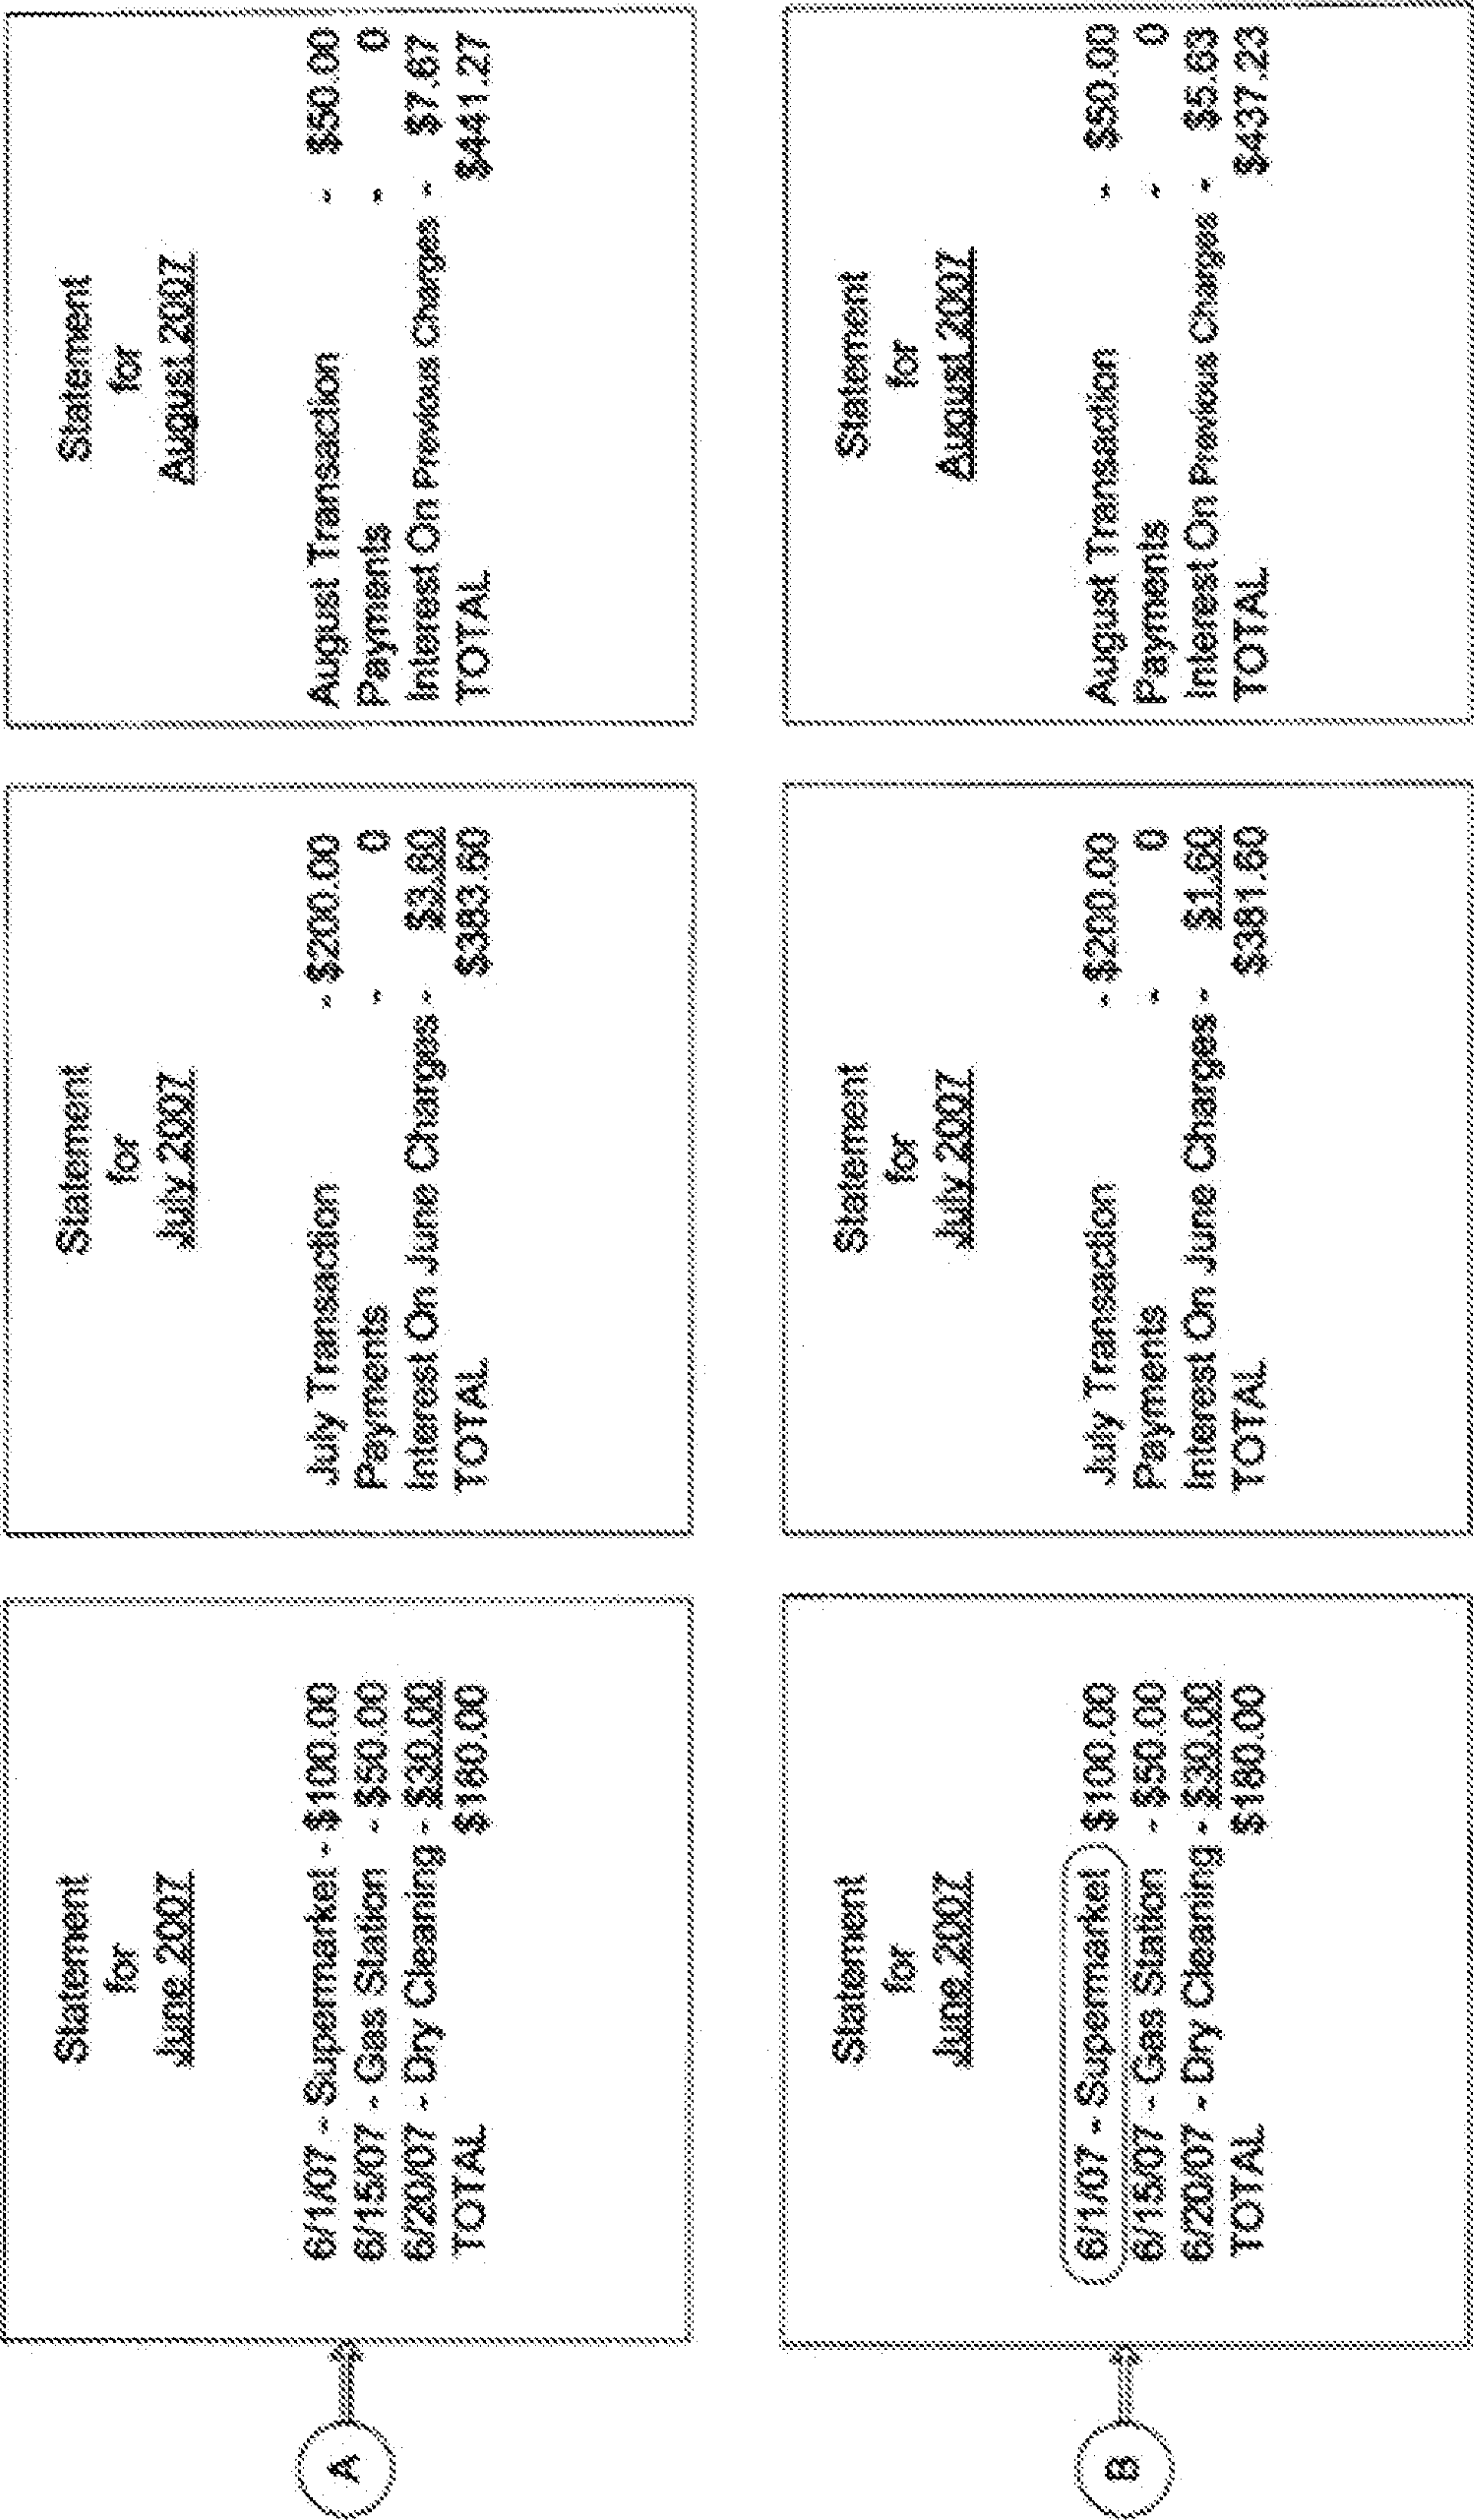 A
Statement
for
June 2007
6/1/07 - Supermarket - $100.00
6/15/07 - Gas Station - $50.00
6/20/07 - Dry Cleaning - $30.00
TOTAL $180.00
Statement
for
July 2007
July Transaction - $200.00
Payments - 0
Interest On June Charges - $3.60
TOTAL $383.60
Statement
for
August 2007
August Transaction - $50.00
Payments - 0
Interest On Previous Charges - $7.67
TOTAL $441.27
B
Statement
for
June 2007
6/1/07 - Supermarket $100.00
6/15/07 - Gas Station - $50.00
6/20/07 - Dry Cleaning - $30.00
TOTAL $180.00
Statement
for
July 2007
July Transaction - $200.00
Payments - 0
Interest On June Charges - $1.60
TOTAL $381.60
Statement
for
August 2007
August Transaction - $50.00
Payments - 0
Interest On Previous Charges - $5.63
TOTAL $437.23